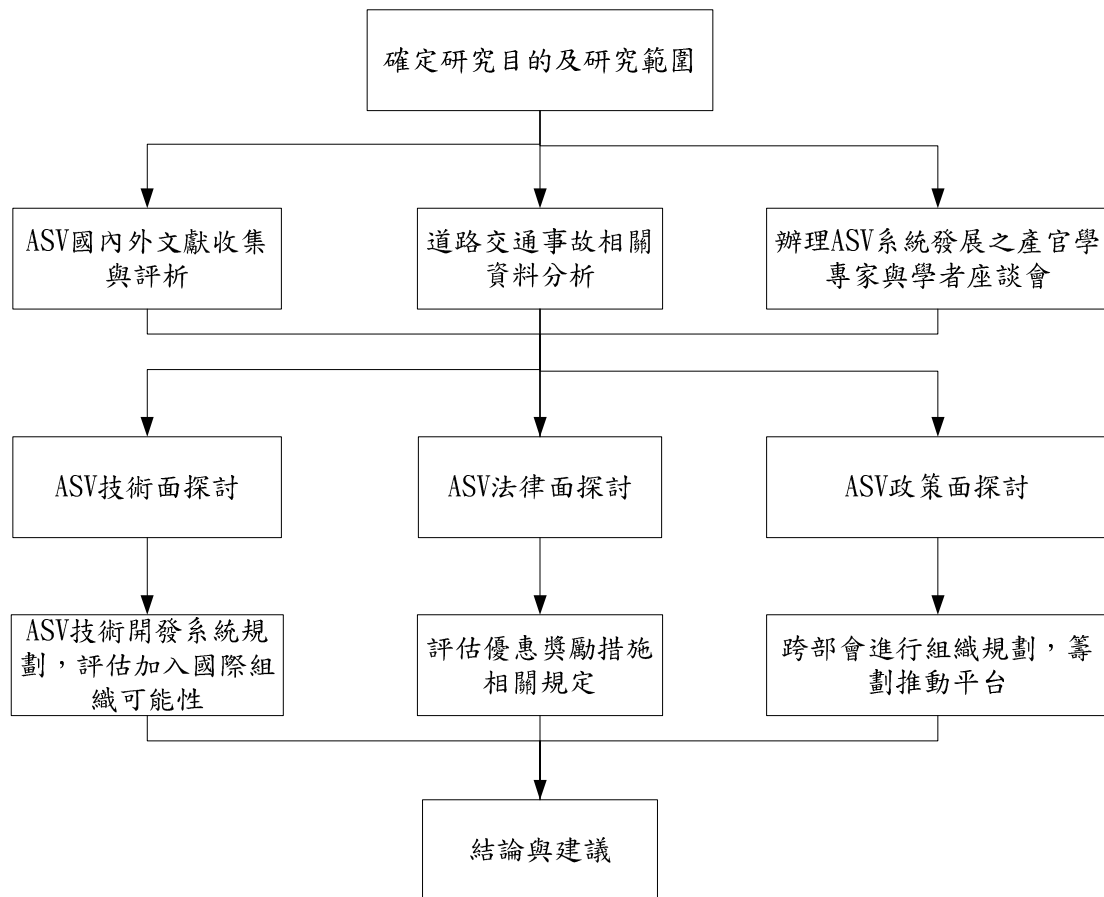 確定研究目的及研究範圍
ASV國內外文獻收集
與評析
道路交通事故相關
資料分析
辦理ASV系統發展之產官學
專家與學者座談會
ASV技術面探討
ASV法律面探討
ASV政策面探討
ASV技術開發系統規
劃，評估加入國際組
織可能性
評估優惠獎勵措施
相關規定
跨部會進行組織規劃，籌
劃推動平台
結論與建議